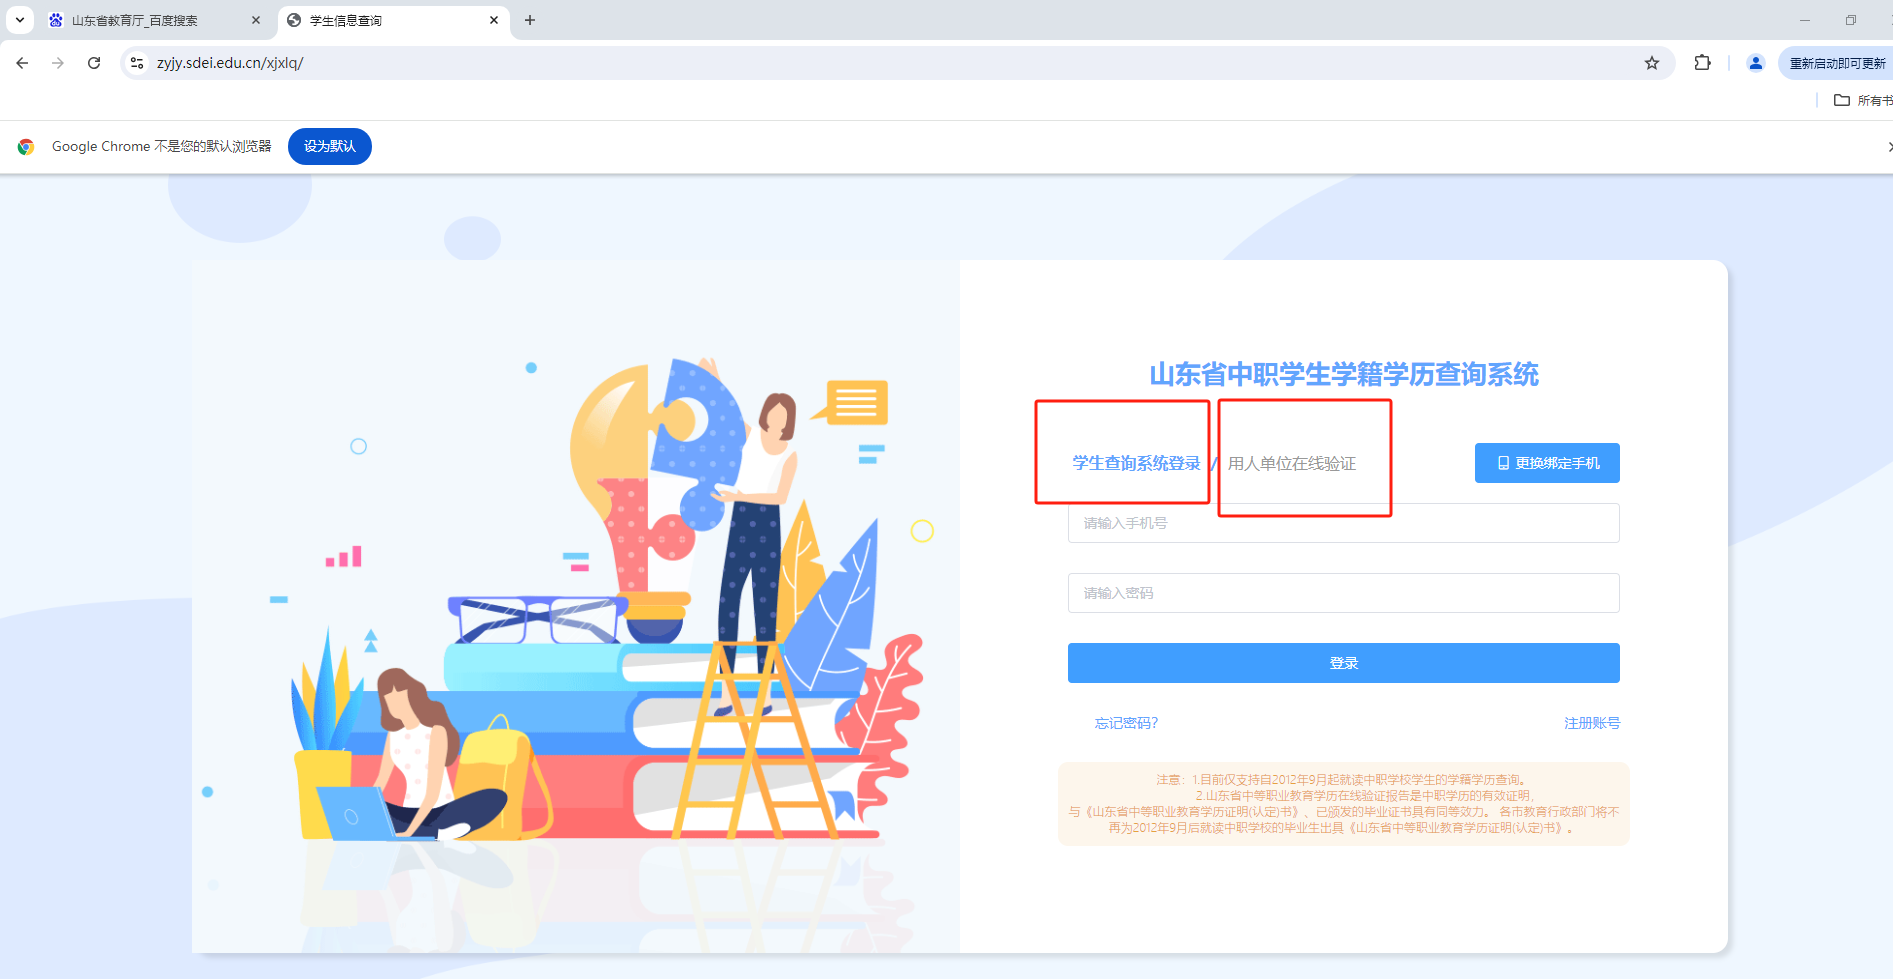 山东省教育厅_百度搜索
学生信息查询
zyjy.sdei.edu.cn/xjxlq/
重新启动即可更新
所有书
Google Chrome 不是您的默认浏览器
设为默认
山东省中职学生学籍学历查询系统
学生查询系统登录 / 用人单位在线验证
更换绑定手机
请输入手机号
请输入密码
登录
忘记密码?
注册账号
注意：1.目前仅支持自2012年9月起就读中职学校学生的学籍学历查询。
2.山东省中等职业教育学历在线验证报告是中职学历的有效证明，
与《山东省中等职业教育学历证明(认定)书》、已颁发的毕业证书具有同等效力。 各市教育行政部门将不
再为2012年9月后就读中职学校的毕业生出具《山东省中等职业教育学历证明(认定)书》。